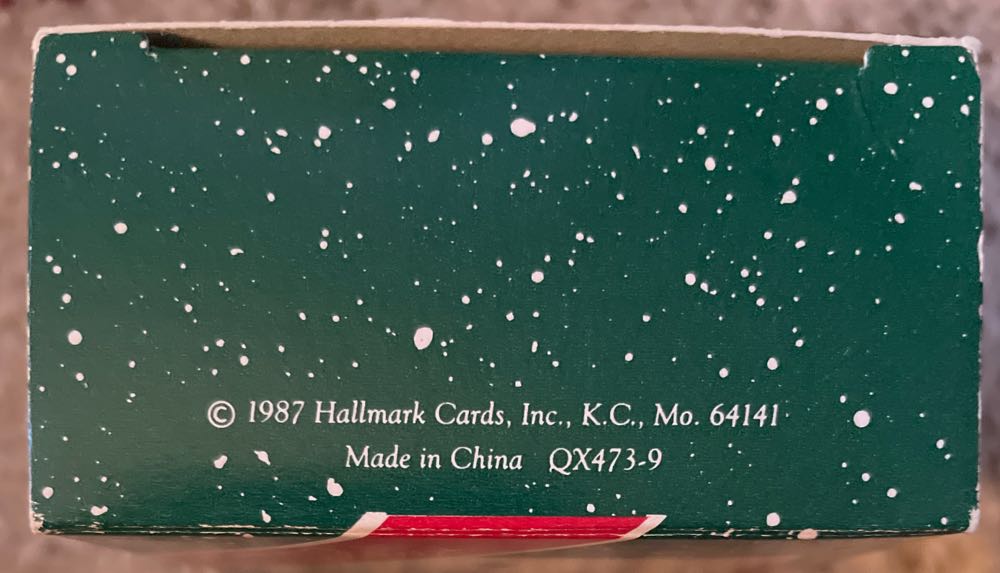 © 1987 Hallmark Cards, Inc., K.C., Mo. 64141
Made in China QX473-9